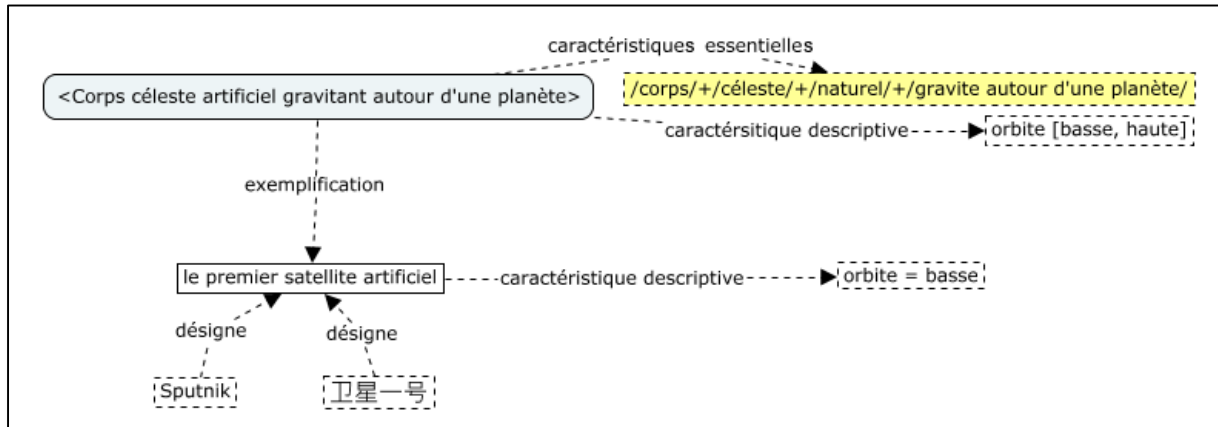 caractéristiques essentielles
<Corps céleste artificiel gravitant autour d'une planète>
/corps/+/céleste/+/naturel/+/gravite autour d'une planète/
caractérsitique descriptive
orbite [basse, haute]
exemplification
le premier satellite artificiel
caractéristique descriptive
orbite = basse
désigne
désigne
Sputnik
卫星一号